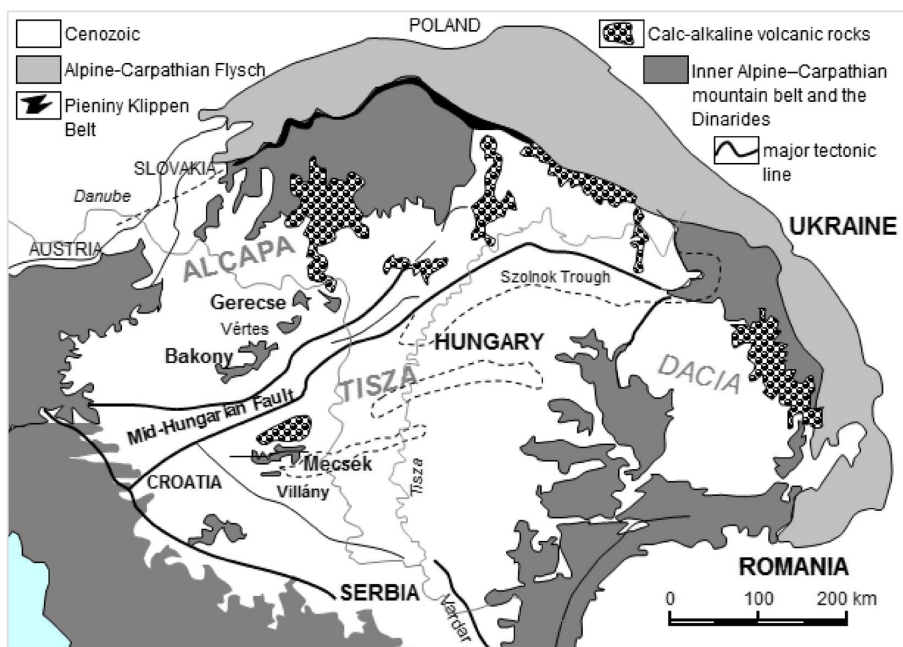 POLAND
Cenozoic
Alpine-Carpathian Flysch
Pieniny Klippen
Belt
Calc-alkaline volcanic rocks
Inner Alpine–Carpathian
mountain belt and the
Dinarides
major tectonic
line
SLOVAKIA
Danube
AUSTRIA
UKRAINE
ALCAPA
Szolnok Trough
Gerecse
Vértes
Bakony
HUNGARY
TISZA
DACIA
Mid-Hungarian Fault
Mecsek
CROATIA
Villány
Tisza
ROMANIA
SERBIA
Vardar
0 100 200 km